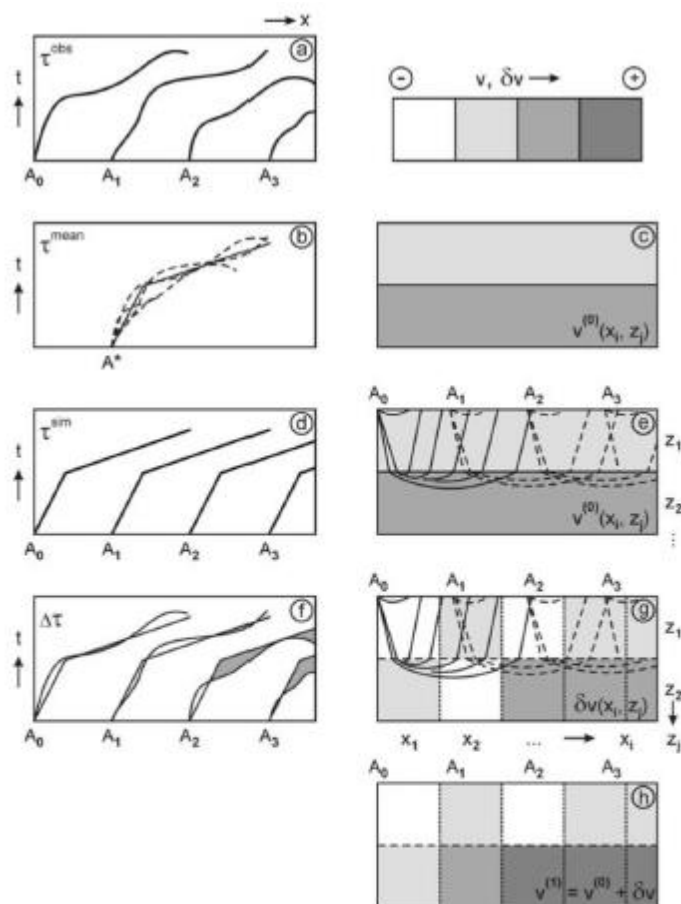 → x
τobs
a
t
A0 A1 A2 A3
− v, δv → +
τmean
b
t
A*
c
v(0)(xi, zj)
τsim
d
t
A0 A1 A2 A3
A0 A1 A2 A3
e
z1
z2
v(0)(xi, zj)
...
Δτ
f
t
A0 A1 A2 A3
A0 A1 A2 A3
g
z1
z2
δv(xi, zj)
x1 x2 ... → xi zj
A0 A1 A2 A3
h
v(1) = v(0) + δv